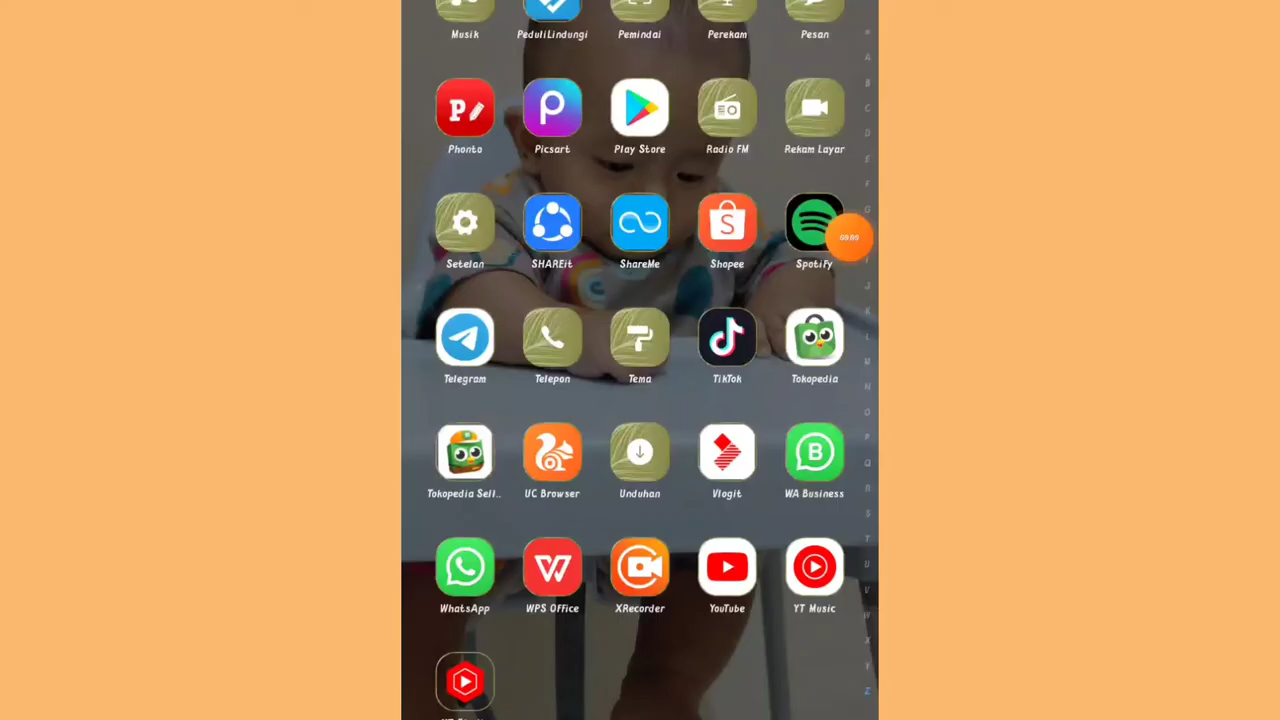 Musik PeduliLindungi Pemindai Perekam Pesan
Phonto Picsart Play Store Radio FM Rekam Layar
Setelan SHAREit ShareMe Shopee Spotify
00:00
Telegram Telepon Tema TikTok Tokopedia
Tokopedia Sell..
UC Browser Unduhan Vlogit WA Business
WhatsApp WPS Office XRecorder YouTube YT Music